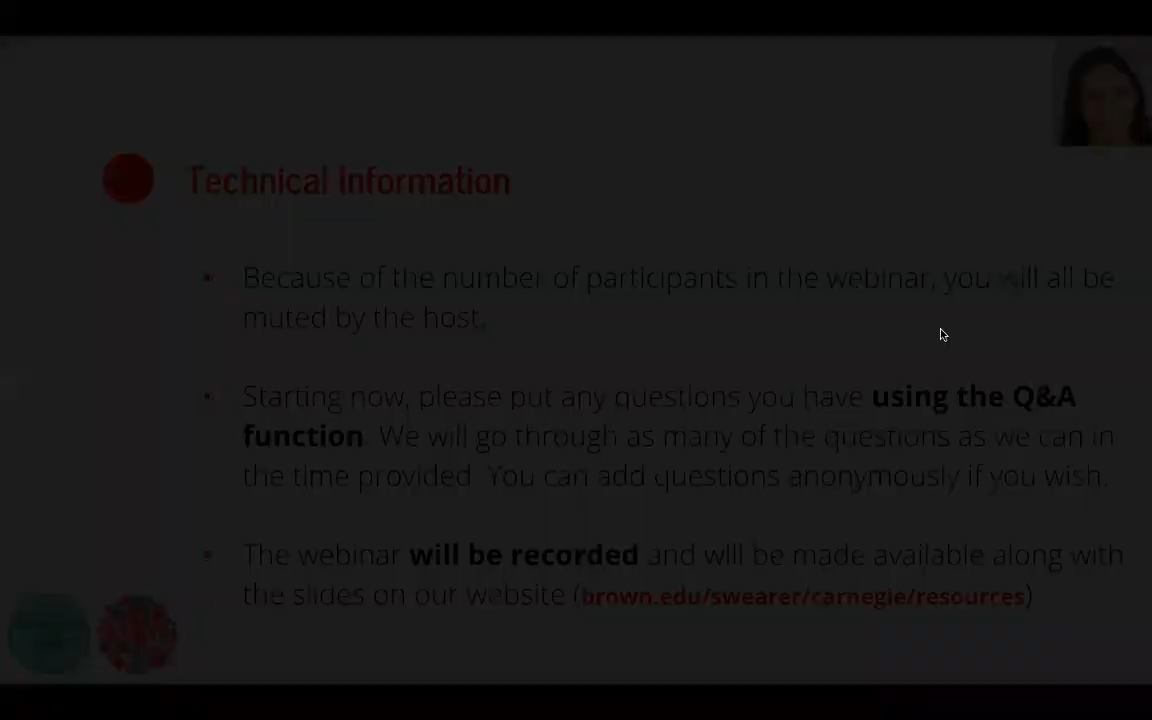 Technical Information
Because of the number of participants in the webinar, you will all be
muted by the host.
Starting now, please put any questions you have using the Q&A
function. We will go through as many of the questions as we can in
the time provided. You can add questions anonymously if you wish.
The webinar will be recorded and will be made available along with
the slides on our website (brown.edu/swearer/carnegie/resources)